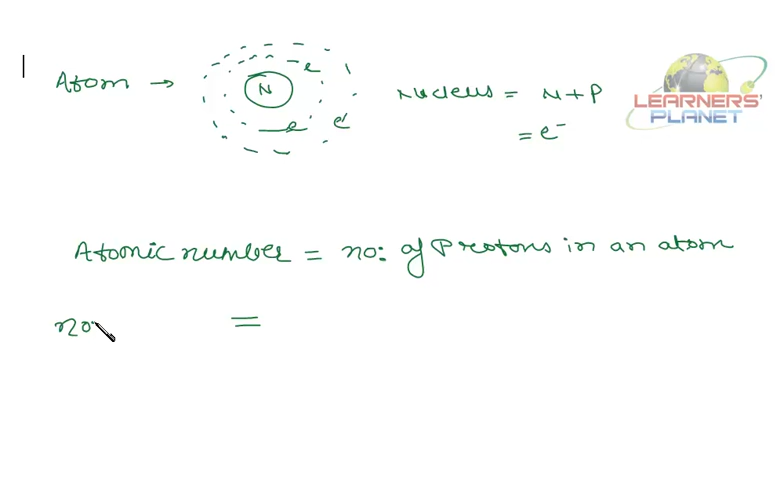 Atom →
N
e
e
e
Nucleus = N+P
= e⁻
LEARNERS'
PLANET
Atomic number = no: of Protons in an atom
no =